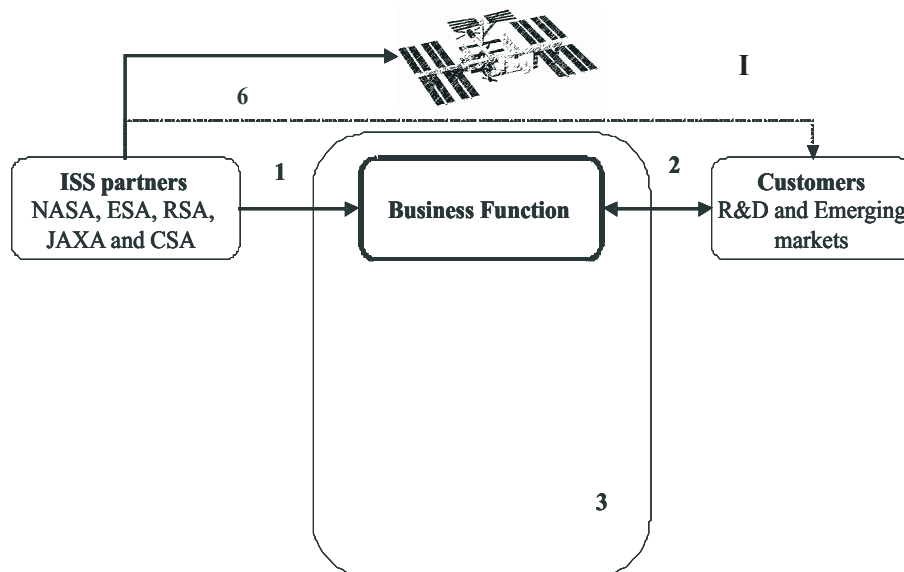 I
6
1
2
ISS partners
NASA, ESA, RSA,
JAXA and CSA
Business Function
Customers
R&D and Emerging
markets
3